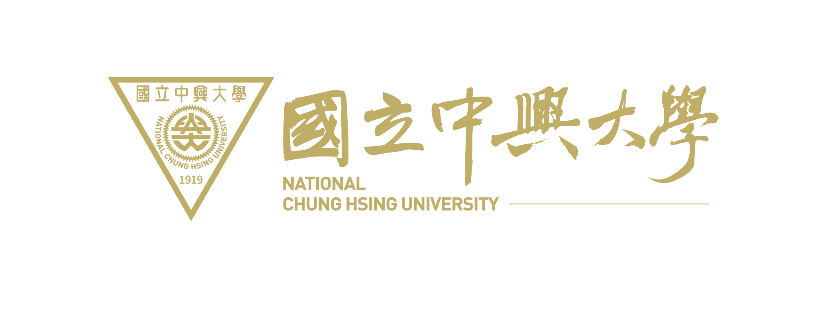 國立中興大學
NATIONAL CHUNG HSING UNIVERSITY
1919
國立中興大學
NATIONAL
CHUNG HSING UNIVERSITY